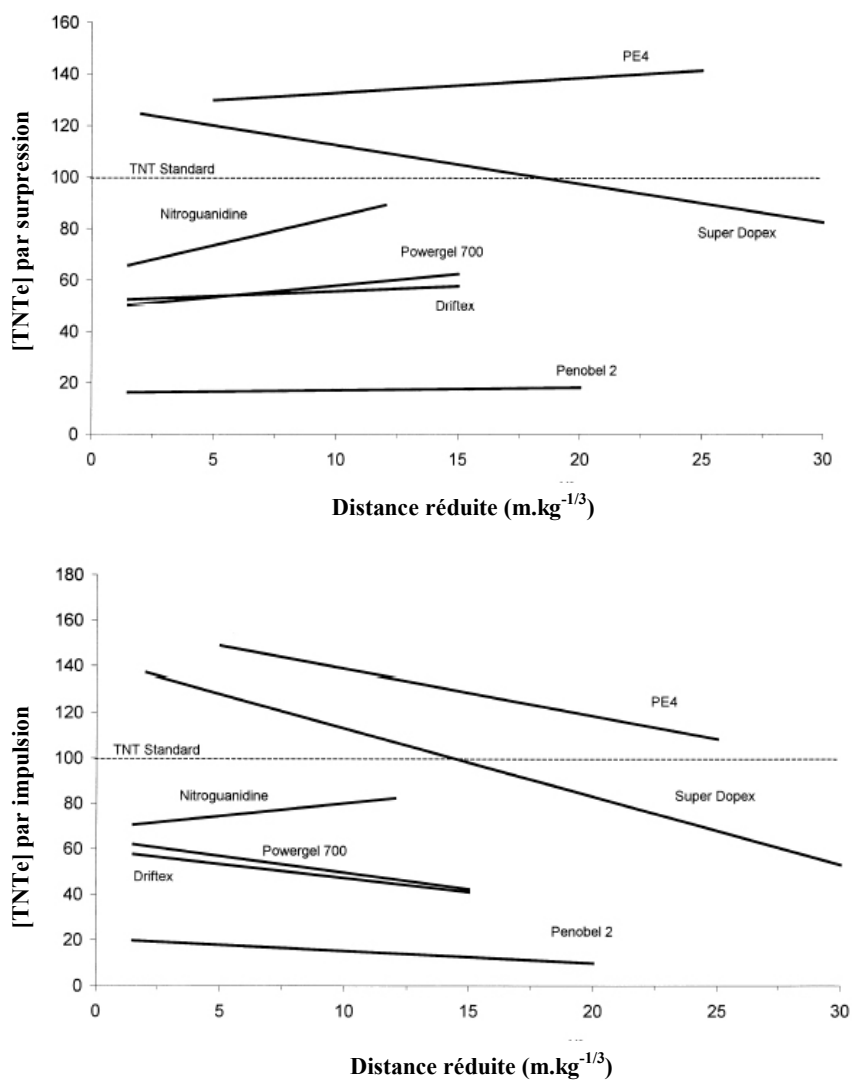 160
140
120
100
80
60
40
20
0
[TNTe] par surpression
PE4
TNT Standard
Nitroguanidine
Powergel 700
Super Dopex
Driftex
Penobel 2
0 5 10 15 20 25 30
Distance réduite (m.kg-1/3)
180
160
140
120
100
80
60
40
20
0
[TNTe] par impulsion
PE4
TNT Standard
Nitroguanidine
Super Dopex
Powergel 700
Driftex
Penobel 2
0 5 10 15 20 25 30
Distance réduite (m.kg-1/3)